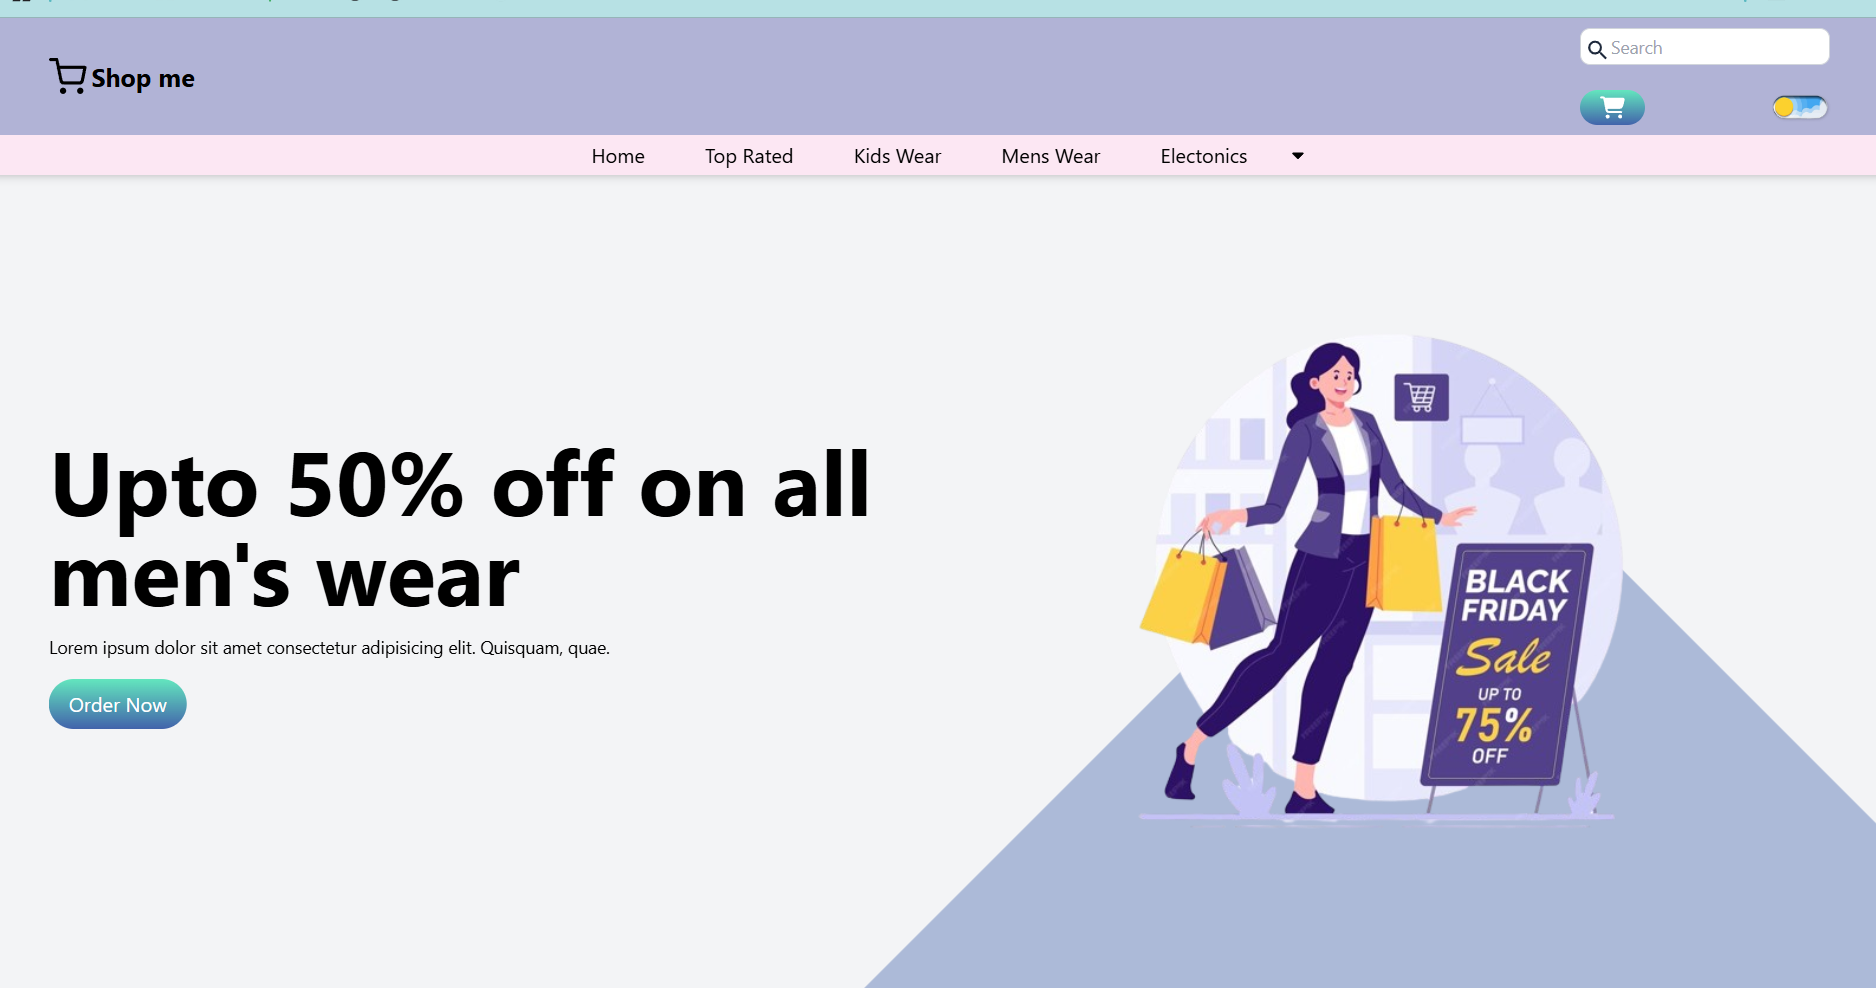 Shop me
Search
Home Top Rated Kids Wear Mens Wear Electonics
Upto 50% off on all
men's wear
Lorem ipsum dolor sit amet consectetur adipisicing elit. Quisquam, quae.
Order Now
BLACK
FRIDAY
Sale
UP TO
75%
OFF